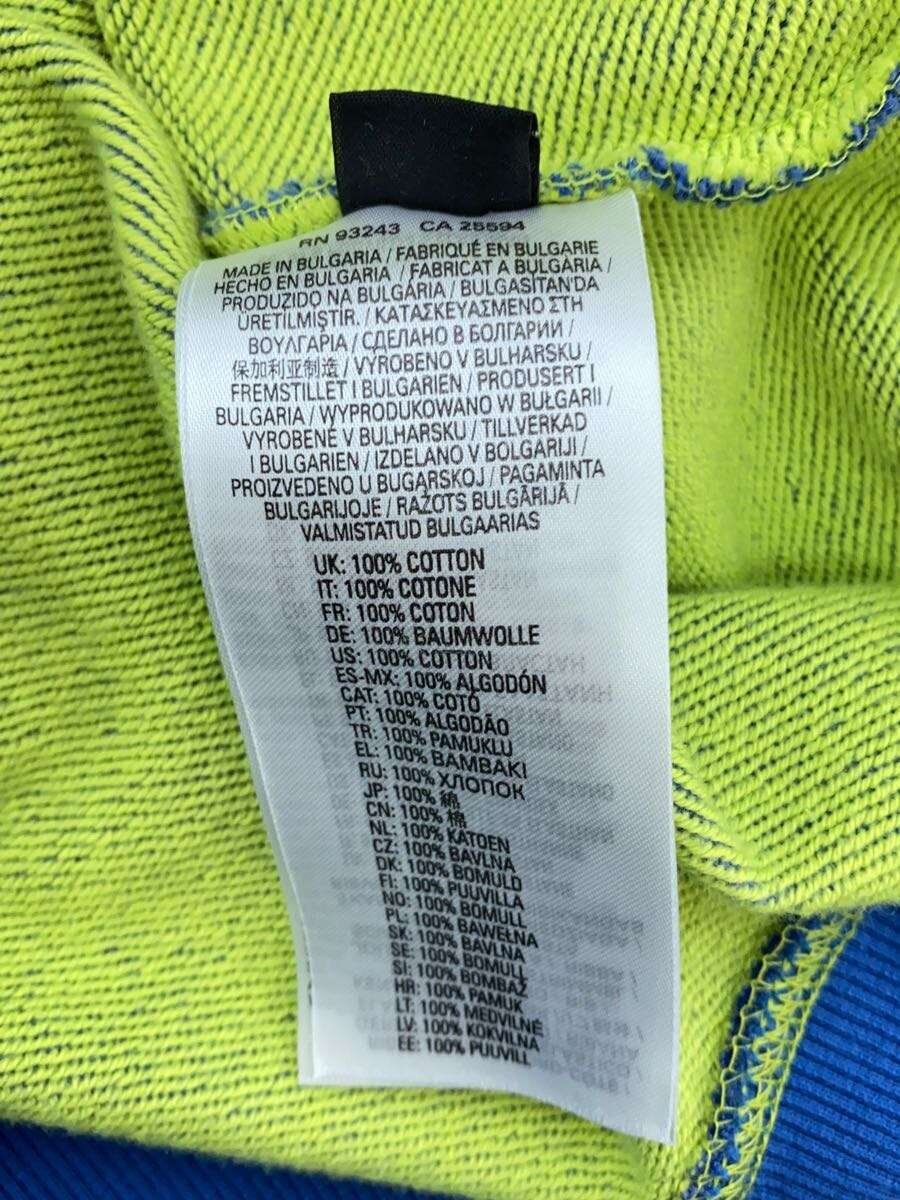 RN 93243 CA 25594
MADE IN BULGARIA / FABRIQUÉ EN BULGARIE
HECHO EN BULGARIA / FABRICAT A BULGÀRIA /
PRODUZIDO NA BULGÁRIA / BULGASİTAN'DA
ÜRETİLMİŞTİR. / ΚΑΤΑΣΚΕΥΑΣΜΕΝΟ ΣΤΗ
ΒΟΥΛΓΑΡΙΑ / СДЕЛАНО В БОЛГАРИИ /
保加利亚制造 / VYROBENO V BULHARSKU /
FREMSTILLET I BULGARIEN / PRODUSERT I
BULGARIA / WYPRODUKOWANO W BUŁGARII /
VYROBENÉ V BULHARSKU / TILLVERKAD
I BULGARIEN / IZDELANO V BOLGARIJI /
PROIZVEDENO U BUGARSKOJ / PAGAMINTA
BULGARIJOJE / RAŽOTS BULGĀRIJĀ /
VALMISTATUD BULGAARIAS
UK: 100% COTTON
IT: 100% COTONE
FR: 100% COTON
DE: 100% BAUMWOLLE
US: 100% COTTON
ES-MX: 100% ALGODÓN
CAT: 100% COTÓ
PT: 100% ALGODÃO
TR: 100% PAMUKLU
EL: 100% ΒΑΜΒΑΚΙ
RU: 100% ХЛОПОК
JP: 100% 綿
CN: 100% 棉
NL: 100% KATOEN
CZ: 100% BAVLNA
DK: 100% BOMULD
FI: 100% PUUVILLA
NO: 100% BOMULL
PL: 100% BAWEŁNA
SK: 100% BAVLNA
SE: 100% BOMULL
SI: 100% BOMBAŽ
HR: 100% PAMUK
LT: 100% MEDVILNĖ
LV: 100% KOKVILNA
EE: 100% PUUVILL